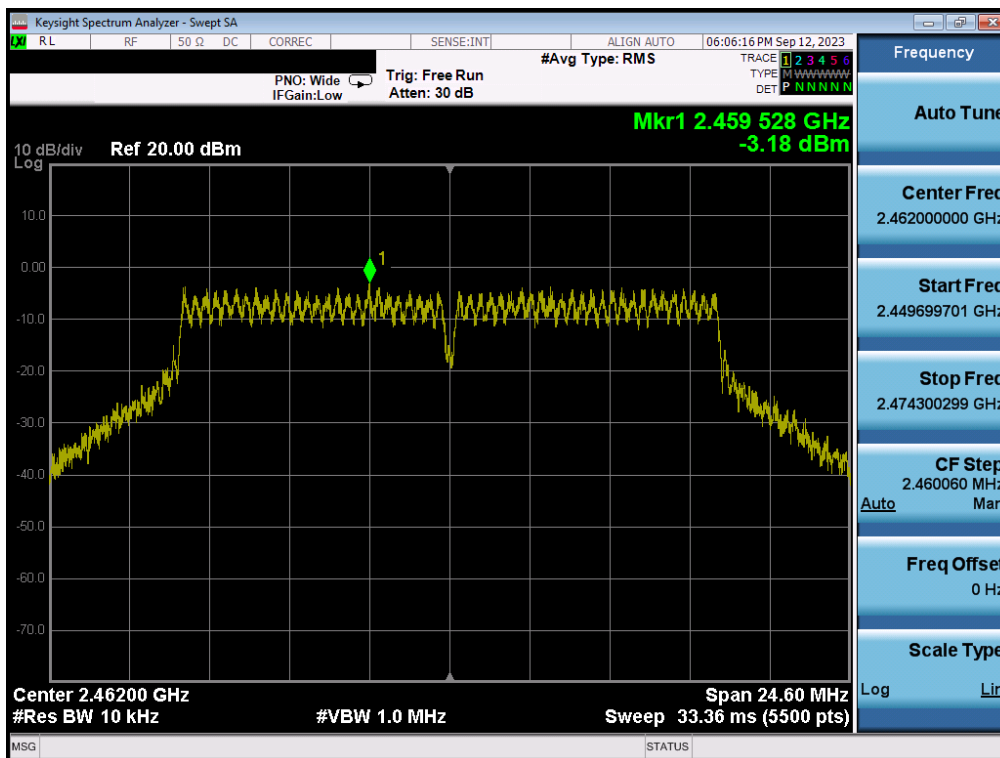 Keysight Spectrum Analyzer - Swept SA
LXI RL RF 50 Ω DC CORREC SENSE:INT ALIGN AUTO 06:06:16 PM Sep 12, 2023
#Avg Type: RMS
TRACE 1 2 3 4 5 6
PNO: Wide
Trig: Free Run
TYPE M WWWWW
IFGain:Low
Atten: 30 dB
DET P N N N N N
Mkr1 2.459 528 GHz
-3.18 dBm
10 dB/div Ref 20.00 dBm
Log
1
10.0
0.00
-10.0
-20.0
-30.0
-40.0
-50.0
-60.0
-70.0
Center 2.46200 GHz Span 24.60 MHz
#Res BW 10 kHz #VBW 1.0 MHz Sweep 33.36 ms (5500 pts)
MSG STATUS
Frequency
Auto Tune
Center Freq
2.462000000 GHz
Start Freq
2.449699701 GHz
Stop Freq
2.474300299 GHz
CF Step
2.460060 MHz
Auto Man
Freq Offset
0 Hz
Scale Type
Log Lin